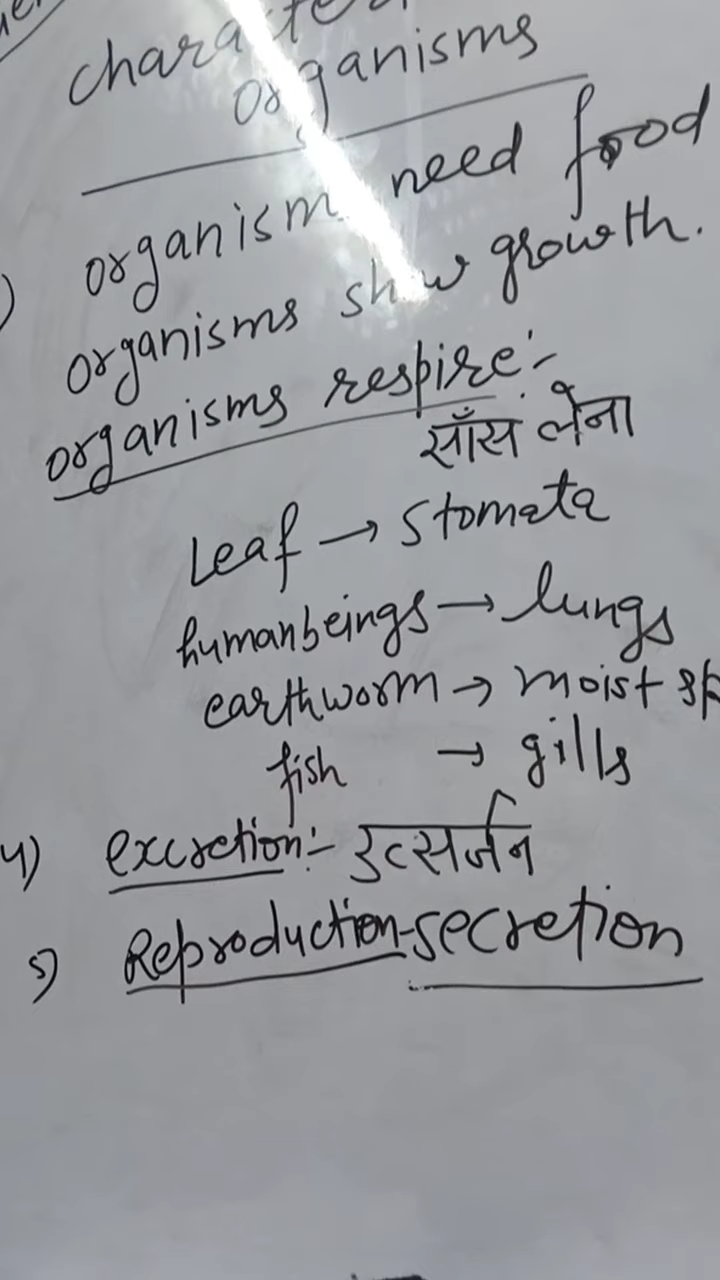 organisms
organism need food
) organisms show growth.
organisms respire:-
साँस लेना
Leaf → Stomata
humanbeings → lungs
earthworm → moist
fish → gills
4) excretion:- उत्सर्जन
5) Reproduction-secretion